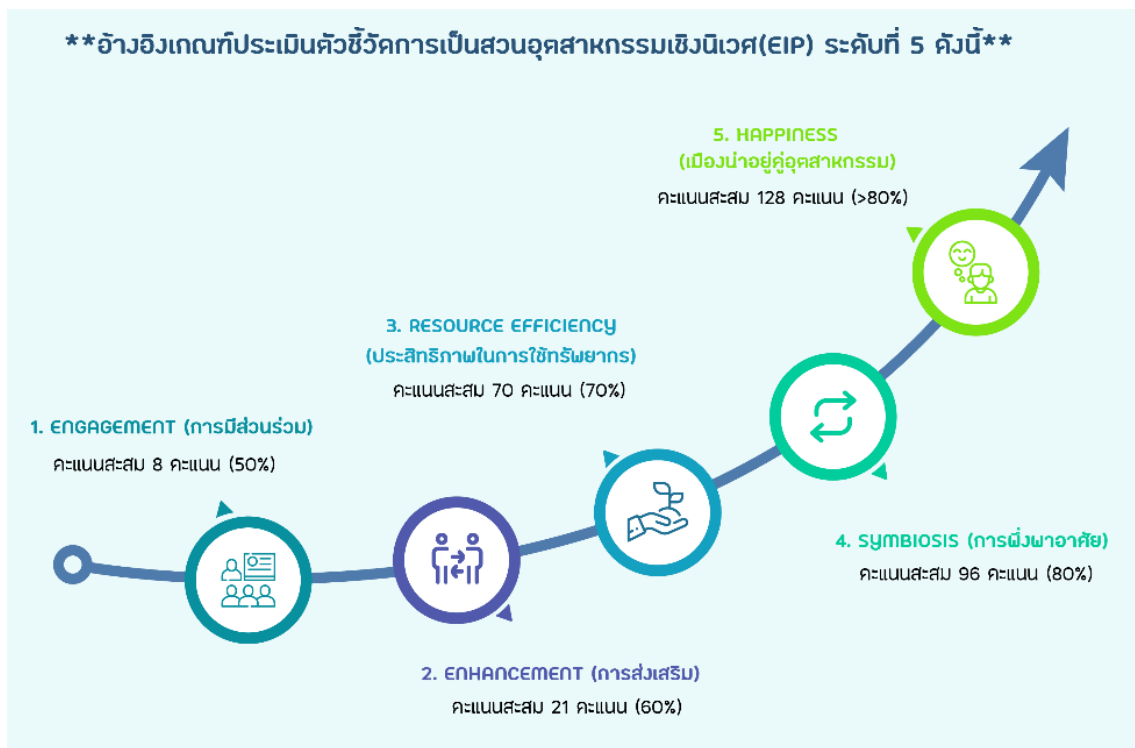 **อ้างอิงเกณฑ์ประเมินตัวชี้วัดการเป็นสวนอุตสาหกรรมเชิงนิเวศ(EIP) ระดับที่ 5 ดังนี้**
1. ENGAGEMENT (การมีส่วนร่วม)
คะแนนสะสม 8 คะแนน (50%)
2. ENHANCEMENT (การส่งเสริม)
คะแนนสะสม 21 คะแนน (60%)
3. RESOURCE EFFICIENCY
(ประสิทธิภาพในการใช้ทรัพยากร)
คะแนนสะสม 70 คะแนน (70%)
4. SYMBIOSIS (การพึ่งพาอาศัย)
คะแนนสะสม 96 คะแนน (80%)
5. HAPPINESS
(เมืองน่าอยู่คู่อุตสาหกรรม)
คะแนนสะสม 128 คะแนน (>80%)